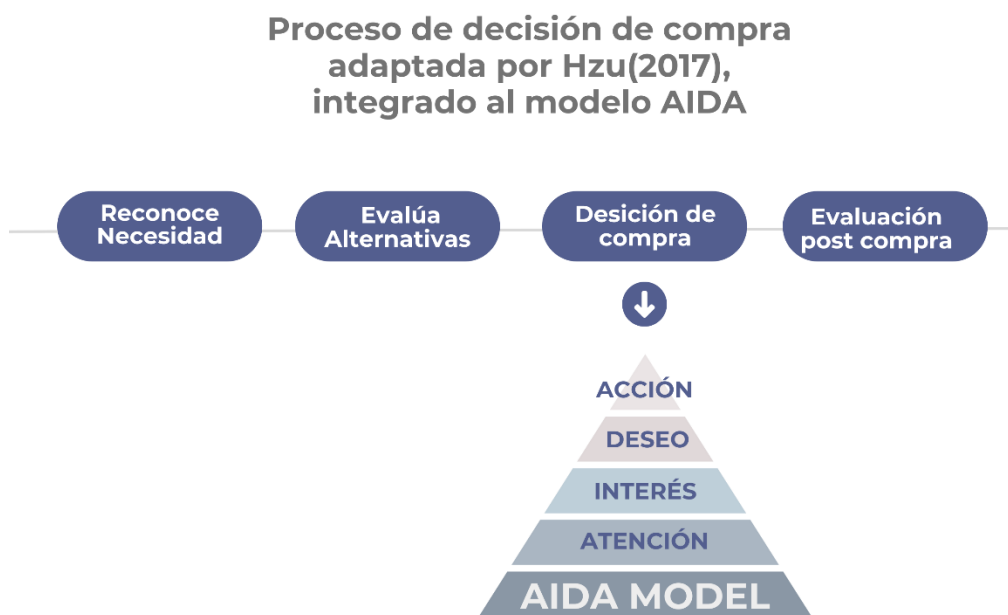 Proceso de decisión de compra
adaptada por Hzu(2017),
integrado al modelo AIDA
Reconoce
Necesidad
Evalúa
Alternativas
Desición de
compra
Evaluación
post compra
ACCIÓN
DESEO
INTERÉS
ATENCIÓN
AIDA MODEL